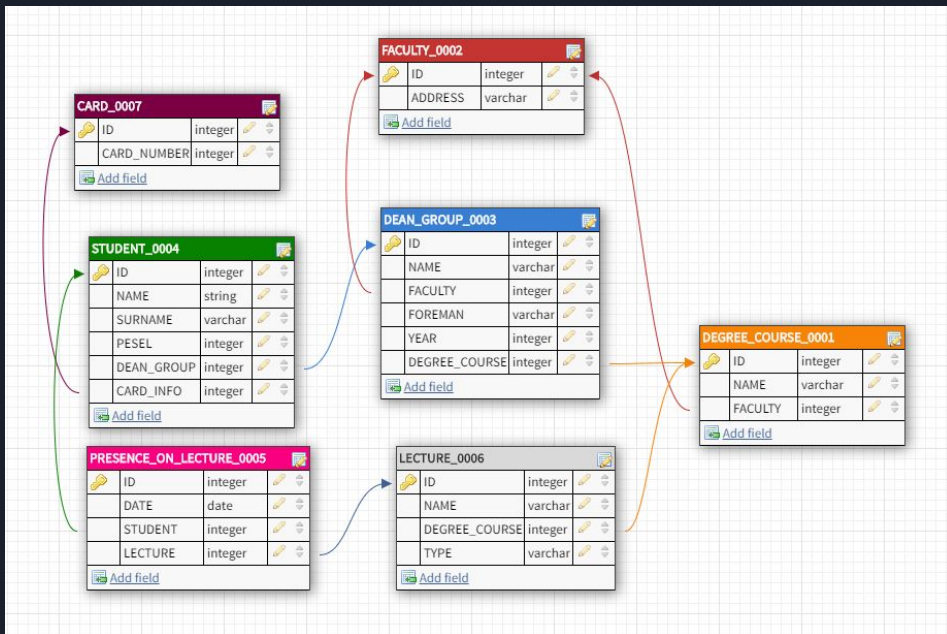 FACULTY_0002
ID integer
ADDRESS varchar
Add field
CARD_0007
ID integer
CARD_NUMBER integer
Add field
DEAN_GROUP_0003
ID integer
NAME varchar
FACULTY integer
FOREMAN varchar
YEAR integer
DEGREE_COURSE integer
Add field
STUDENT_0004
ID integer
NAME string
SURNAME varchar
PESEL integer
DEAN_GROUP integer
CARD_INFO integer
Add field
DEGREE_COURSE_0001
ID integer
NAME varchar
FACULTY integer
Add field
PRESENCE_ON_LECTURE_0005
ID integer
DATE date
STUDENT integer
LECTURE integer
Add field
LECTURE_0006
ID integer
NAME varchar
DEGREE_COURSE integer
TYPE varchar
Add field